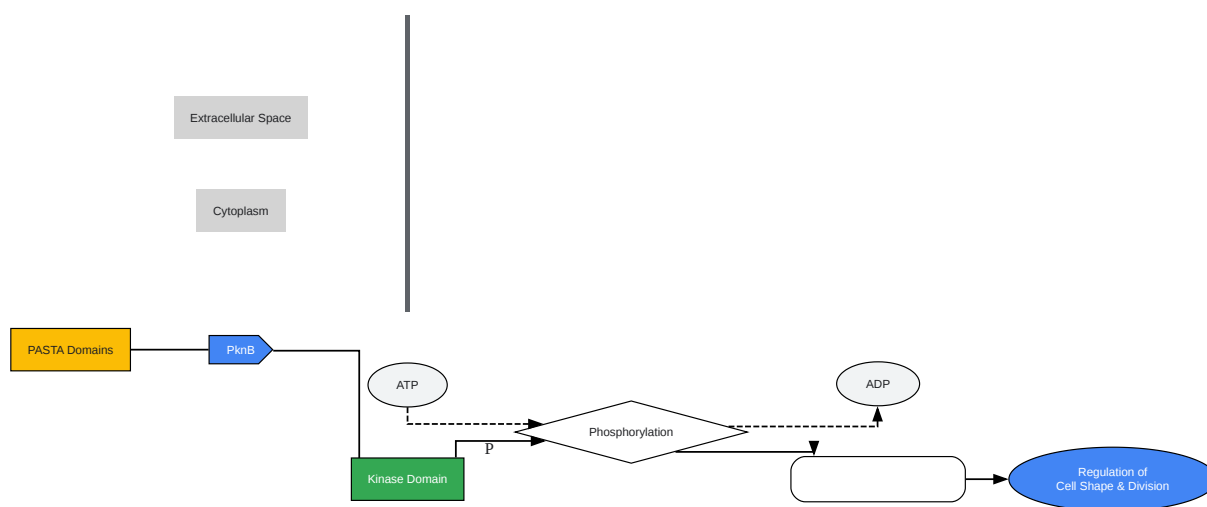 Extracellular Space
Cytoplasm
PASTA Domains
PknB
ATP
ADP
Phosphorylation
P
Kinase Domain
Regulation of
Cell Shape & Division